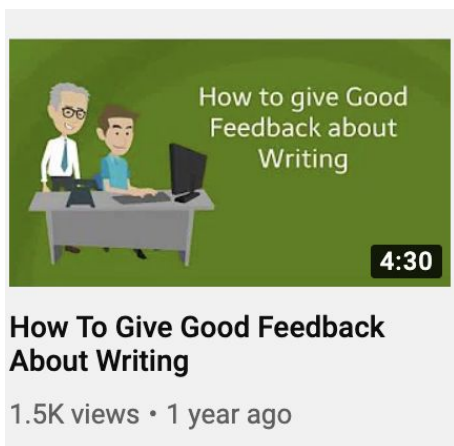 How to give Good
Feedback about
Writing
4:30
How To Give Good Feedback
About Writing
1.5K views • 1 year ago